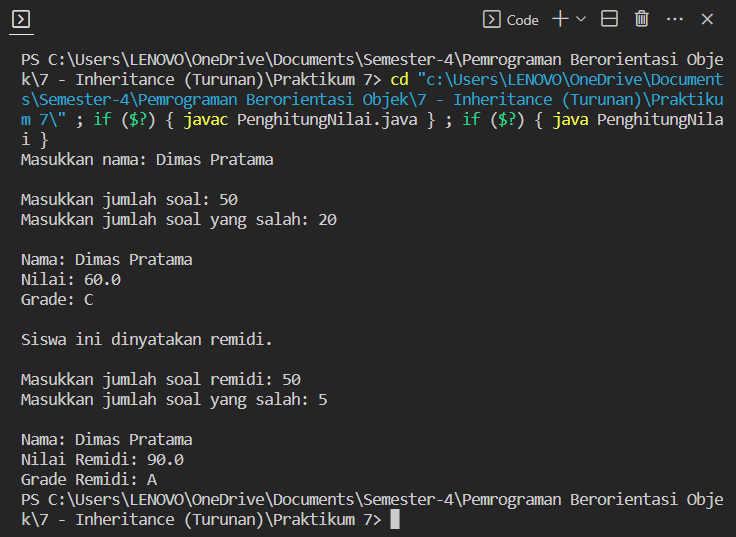 Code
PS C:\Users\LENOVO\OneDrive\Documents\Semester-4\Pemrograman Berorientasi Obje
k\7 - Inheritance (Turunan)\Praktikum 7> cd "c:\Users\LENOVO\OneDrive\Document
s\Semester-4\Pemrograman Berorientasi Objek\7 - Inheritance (Turunan)\Praktiku
m 7\" ; if ($?) { javac PenghitungNilai.java } ; if ($?) { java PenghitungNila
i }
Masukkan nama: Dimas Pratama
Masukkan jumlah soal: 50
Masukkan jumlah soal yang salah: 20
Nama: Dimas Pratama
Nilai: 60.0
Grade: C
Siswa ini dinyatakan remidi.
Masukkan jumlah soal remidi: 50
Masukkan jumlah soal yang salah: 5
Nama: Dimas Pratama
Nilai Remidi: 90.0
Grade Remidi: A
PS C:\Users\LENOVO\OneDrive\Documents\Semester-4\Pemrograman Berorientasi Obje
k\7 - Inheritance (Turunan)\Praktikum 7>